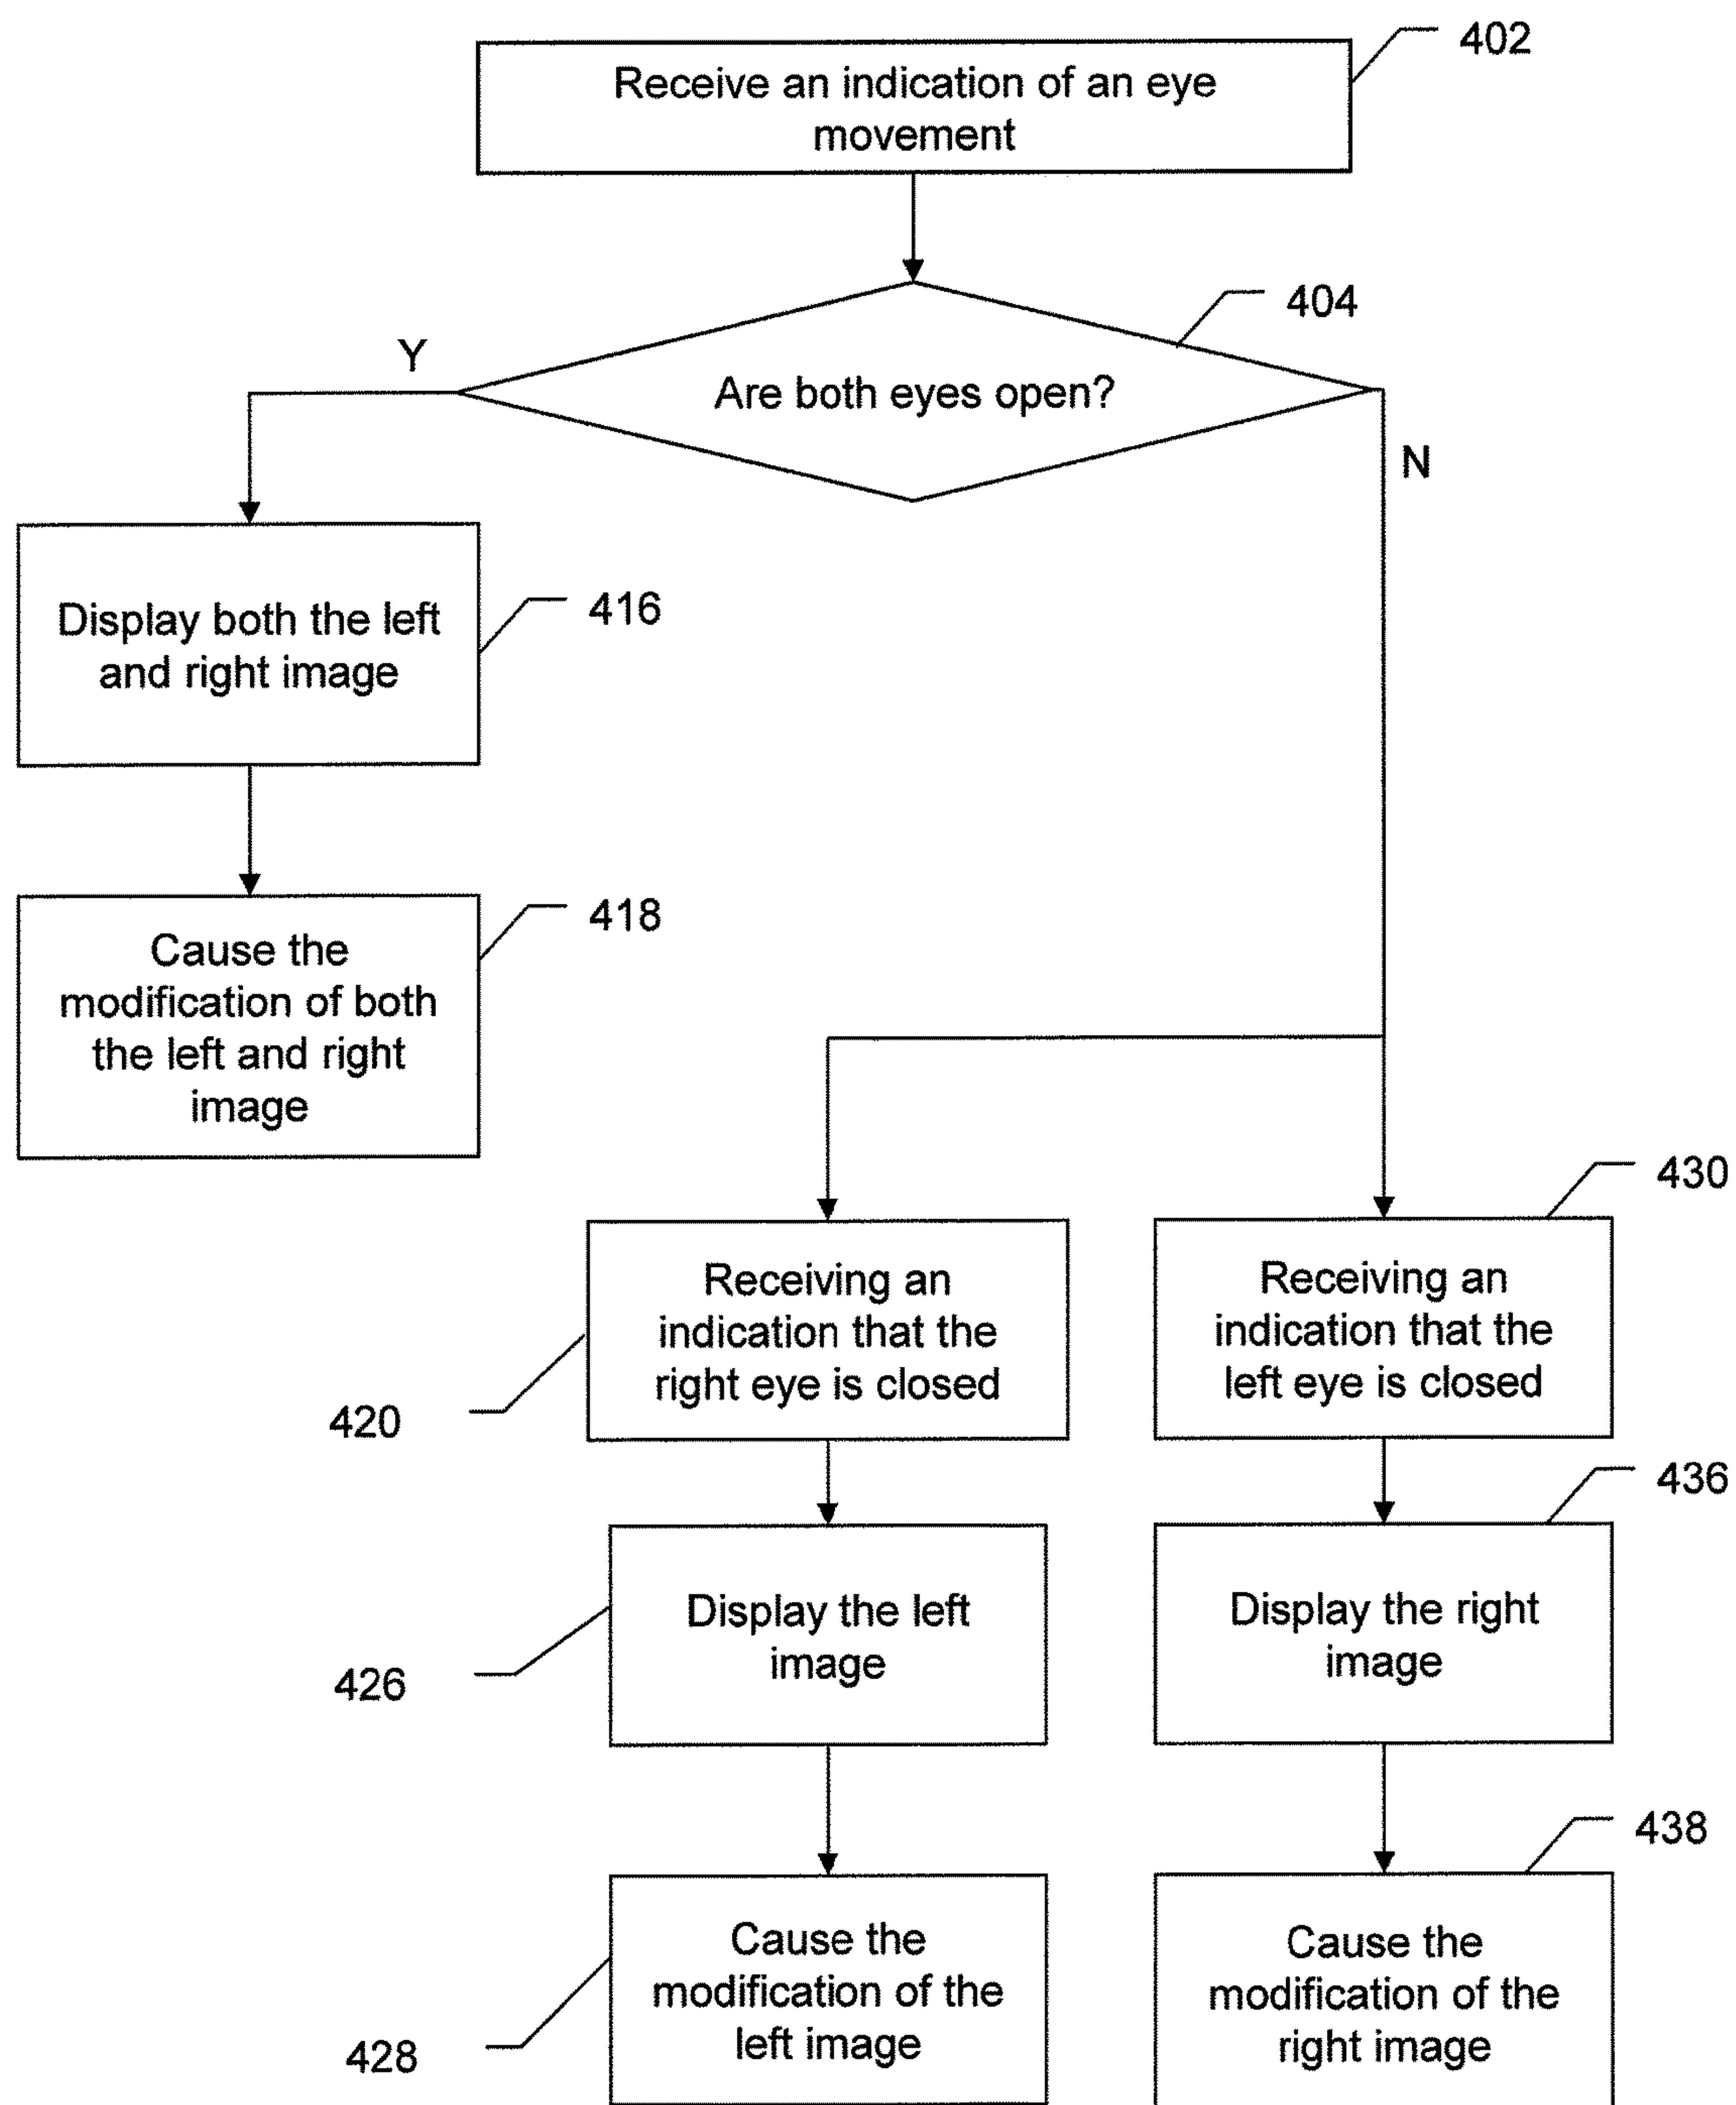 402
Receive an indication of an eye
movement
404
Y
Are both eyes open?
N
416
Display both the left
and right image
418
Cause the
modification of both
the left and right
image
430
Receiving an
indication that the
right eye is closed
Receiving an
indication that the
left eye is closed
420
436
Display the left
image
Display the right
image
426
438
Cause the
modification of the
left image
Cause the
modification of the
right image
428